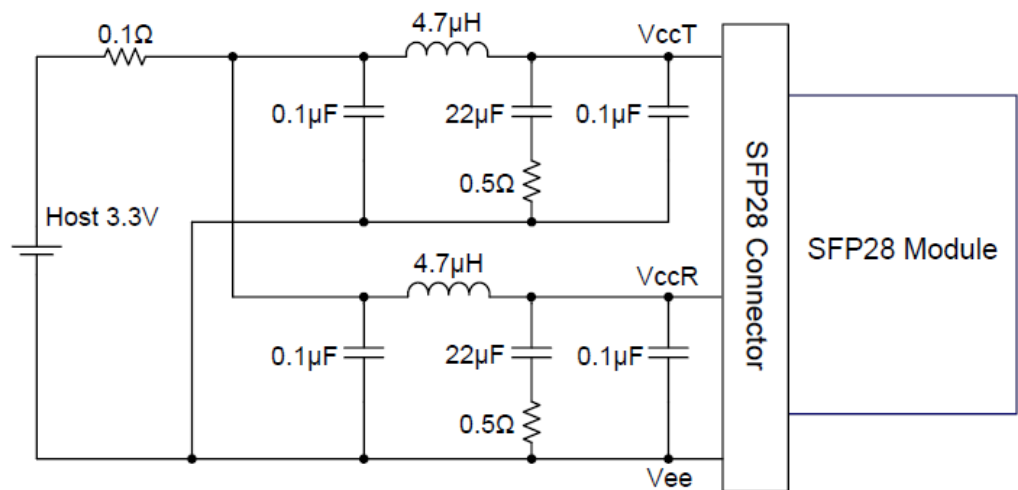 4.7µH
VccT
0.1Ω
0.1µF
22µF
0.1µF
0.5Ω
Host 3.3V
SFP28 Connector
SFP28 Module
4.7µH
VccR
0.1µF
22µF
0.1µF
0.5Ω
Vee